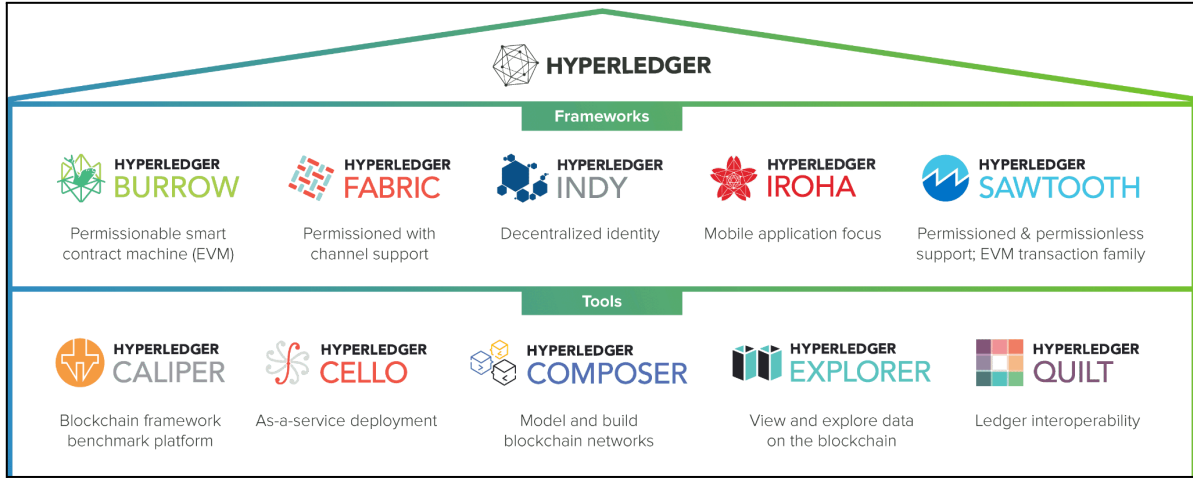 HYPERLEDGER
Frameworks
HYPERLEDGER
BURROW
Permissionable smart
contract machine (EVM)
HYPERLEDGER
FABRIC
Permissioned with
channel support
HYPERLEDGER
INDY
Decentralized identity
HYPERLEDGER
IROHA
Mobile application focus
HYPERLEDGER
SAWTOOTH
Permissioned & permissionless
support; EVM transaction family
Tools
HYPERLEDGER
CALIPER
Blockchain framework
benchmark platform
HYPERLEDGER
CELLO
As-a-service deployment
HYPERLEDGER
COMPOSER
Model and build
blockchain networks
HYPERLEDGER
EXPLORER
View and explore data
on the blockchain
HYPERLEDGER
QUILT
Ledger interoperability